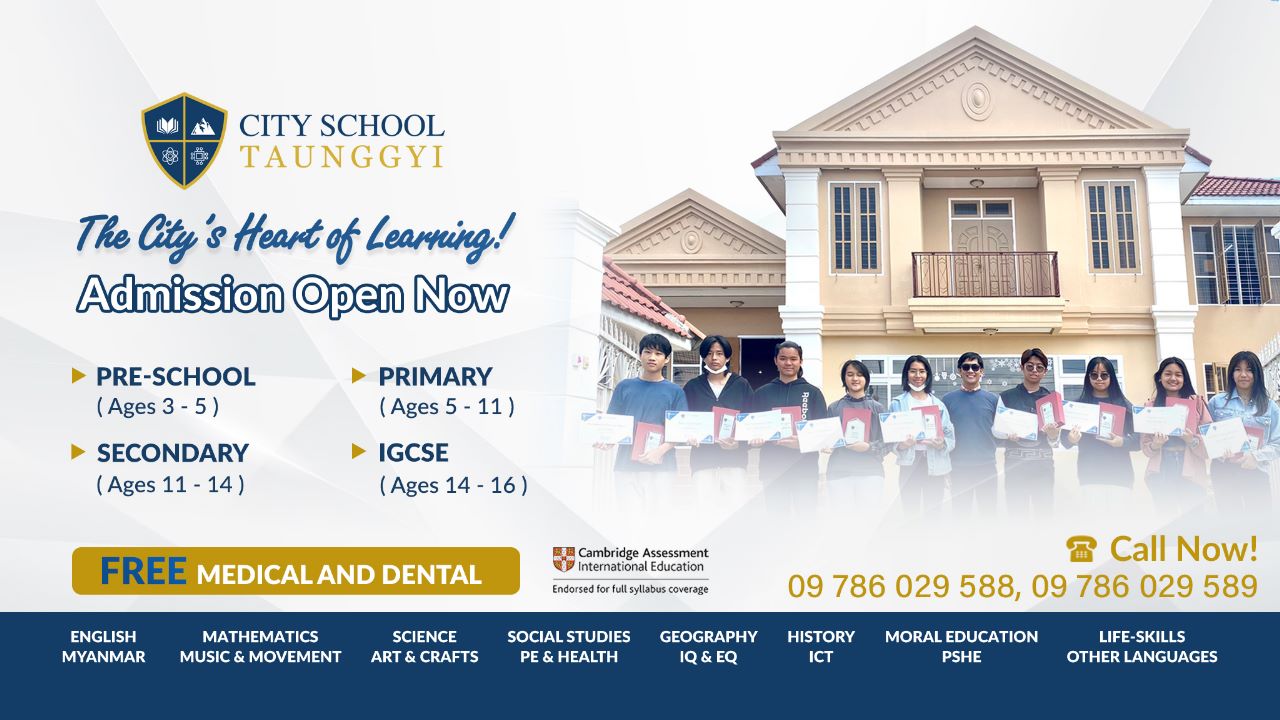 CITY SCHOOL
TAUNGGYI
The City's Heart of Learning!
Admission Open Now
PRE-SCHOOL
( Ages 3 - 5 )
PRIMARY
( Ages 5 - 11 )
SECONDARY
( Ages 11 - 14 )
IGCSE
( Ages 14 - 16 )
FREE MEDICAL AND DENTAL
Cambridge Assessment
International Education
Endorsed for full syllabus coverage
Call Now!
09 786 029 588, 09 786 029 589
ENGLISH
MYANMAR
MATHEMATICS
MUSIC & MOVEMENT
SCIENCE
ART & CRAFTS
SOCIAL STUDIES
PE & HEALTH
GEOGRAPHY
IQ & EQ
HISTORY
ICT
MORAL EDUCATION
PSHE
LIFE-SKILLS
OTHER LANGUAGES
Reebok